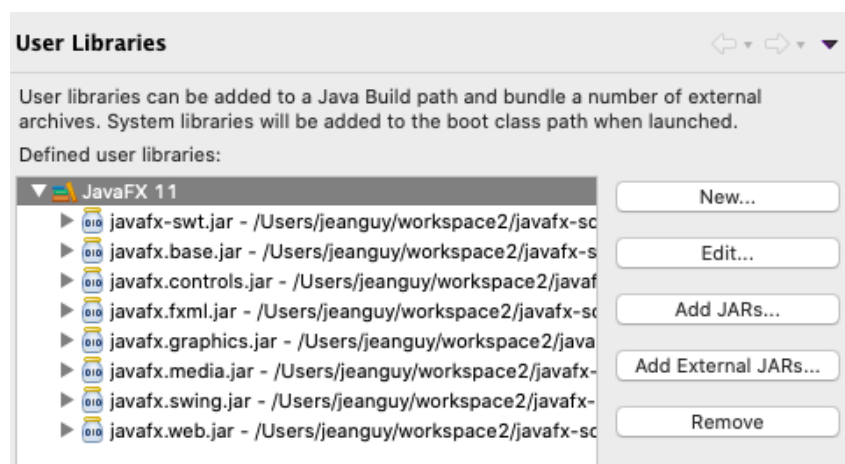 User Libraries
User libraries can be added to a Java Build path and bundle a number of external
archives. System libraries will be added to the boot class path when launched.
Defined user libraries:
JavaFX 11
javafx-swt.jar - /Users/jeanguy/workspace2/javafx-sc
javafx.base.jar - /Users/jeanguy/workspace2/javafx-s
javafx.controls.jar - /Users/jeanguy/workspace2/javaf
javafx.fxml.jar - /Users/jeanguy/workspace2/javafx-sc
javafx.graphics.jar - /Users/jeanguy/workspace2/java
javafx.media.jar - /Users/jeanguy/workspace2/javafx-
javafx.swing.jar - /Users/jeanguy/workspace2/javafx-
javafx.web.jar - /Users/jeanguy/workspace2/javafx-sc
New...
Edit...
Add JARs...
Add External JARs...
Remove